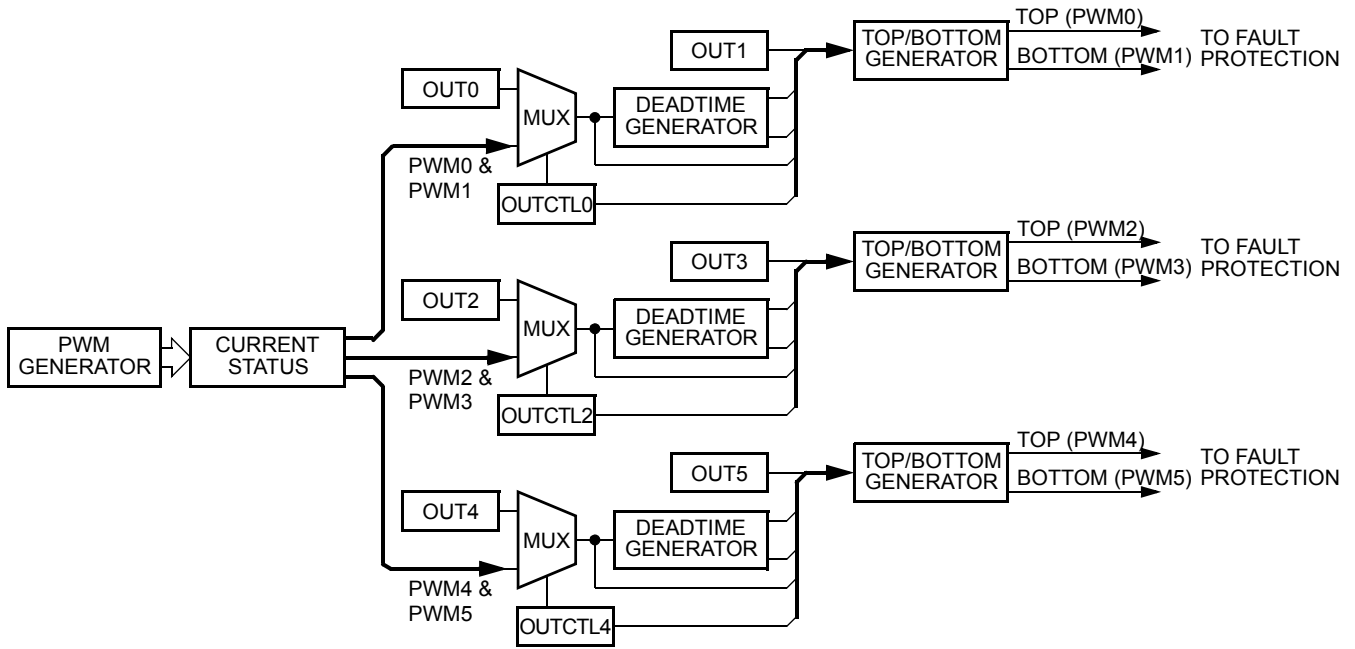 TOP (PWM0)
OUT1
TOP/BOTTOM
GENERATOR
TO FAULT
PROTECTION
BOTTOM (PWM1)
OUT0
MUX
DEADTIME
GENERATOR
PWM0 &
PWM1
OUTCTL0
TOP (PWM2)
OUT3
TOP/BOTTOM
GENERATOR
TO FAULT
PROTECTION
BOTTOM (PWM3)
OUT2
MUX
DEADTIME
GENERATOR
PWM
GENERATOR
CURRENT
STATUS
PWM2 &
PWM3
OUTCTL2
TOP (PWM4)
OUT5
TOP/BOTTOM
GENERATOR
TO FAULT
PROTECTION
BOTTOM (PWM5)
OUT4
MUX
DEADTIME
GENERATOR
PWM4 &
PWM5
OUTCTL4